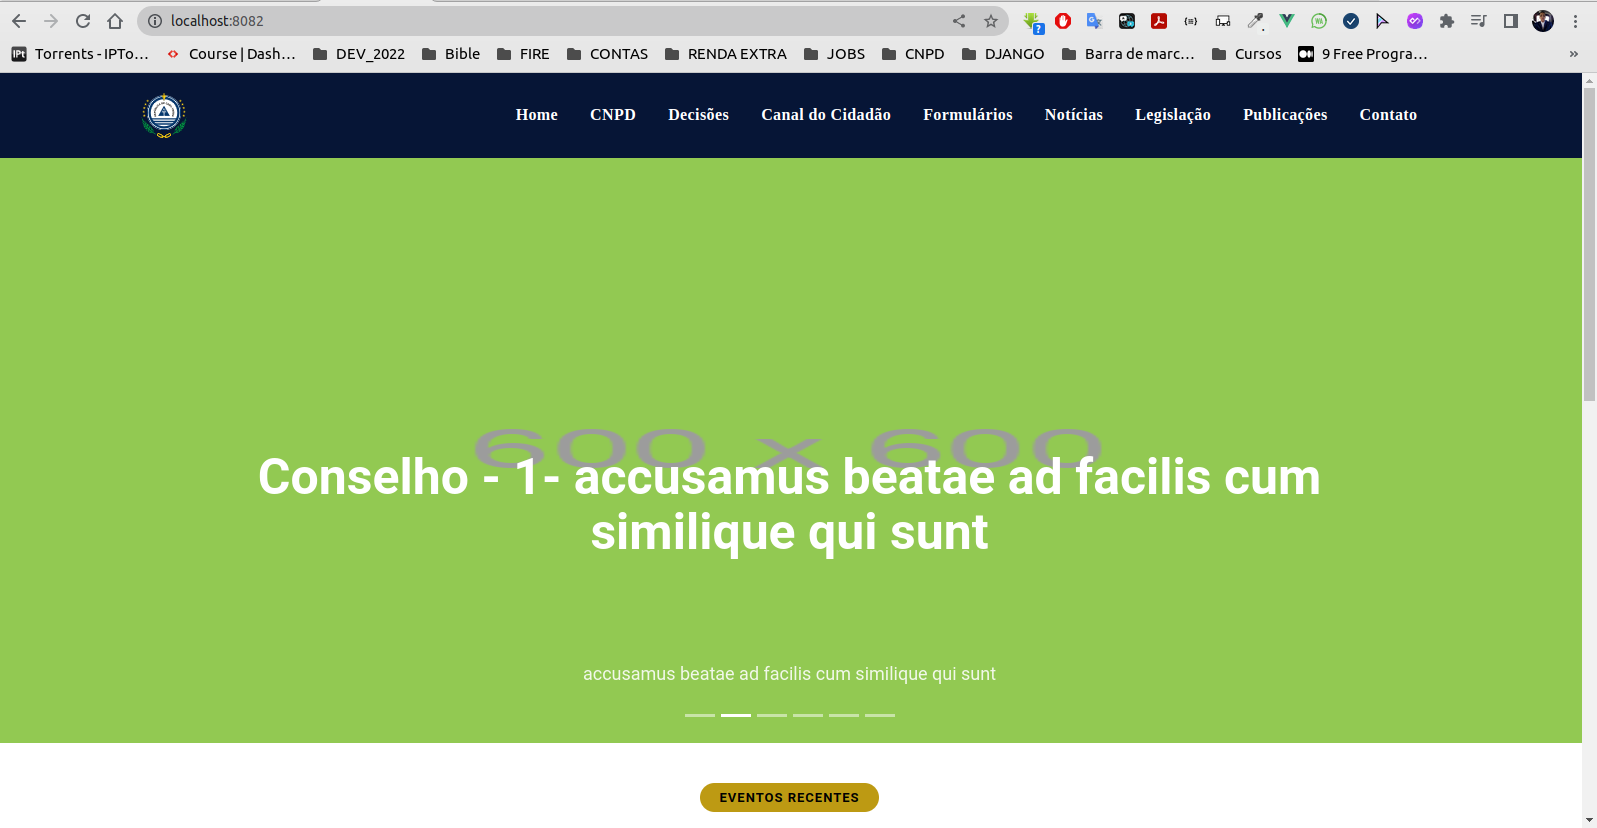 localhost:8082
Torrents - IPTo... Course | Dash... DEV_2022 Bible FIRE CONTAS RENDA EXTRA JOBS CNPD DJANGO Barra de marc... Cursos 9 Free Progra... »
Home CNPD Decisões Canal do Cidadão Formulários Notícias Legislação Publicações Contato
600 x 600
Conselho - 1- accusamus beatae ad facilis cum
similique qui sunt
accusamus beatae ad facilis cum similique qui sunt
EVENTOS RECENTES